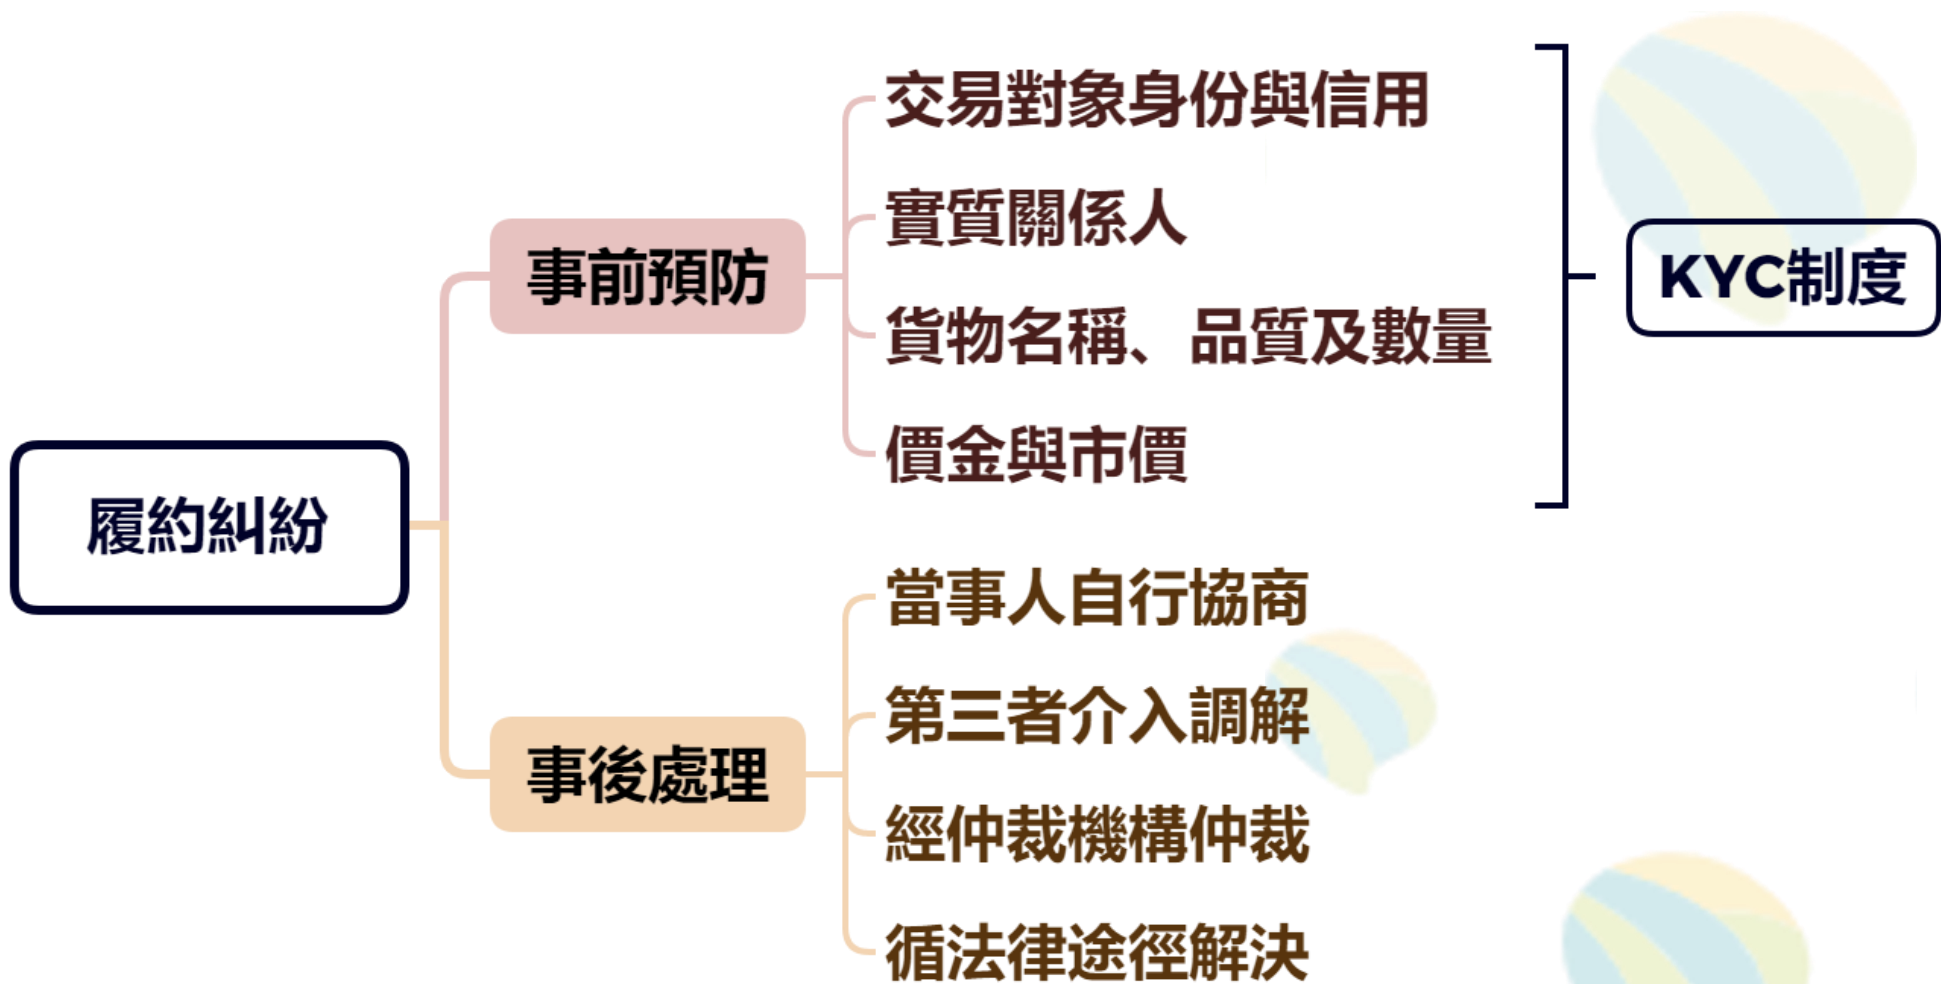 履約糾紛
事前預防
交易對象身份與信用
實質關係人
貨物名稱、品質及數量
價金與市價
KYC制度
事後處理
當事人自行協商
第三者介入調解
經仲裁機構仲裁
循法律途徑解決